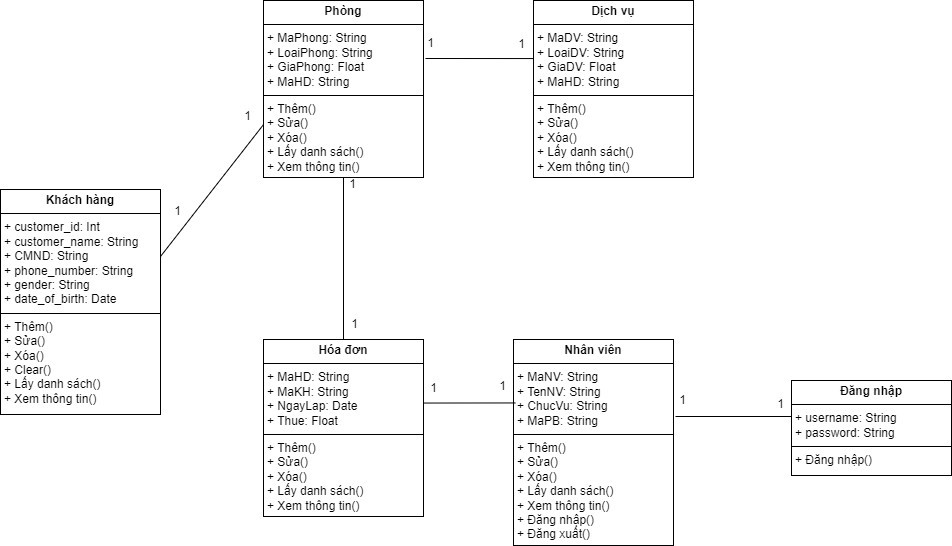 Phòng
+ MaPhong: String
+ LoaiPhong: String
+ GiaPhong: Float
+ MaHD: String
+ Thêm()
+ Sửa()
+ Xóa()
+ Lấy danh sách()
+ Xem thông tin()
1
1
Dịch vụ
+ MaDV: String
+ LoaiDV: String
+ GiaDV: Float
+ MaHD: String
+ Thêm()
+ Sửa()
+ Xóa()
+ Lấy danh sách()
+ Xem thông tin()
1
1
Khách hàng
+ customer_id: Int
+ customer_name: String
+ CMND: String
+ phone_number: String
+ gender: String
+ date_of_birth: Date
+ Thêm()
+ Sửa()
+ Xóa()
+ Clear()
+ Lấy danh sách()
+ Xem thông tin()
1
1
Hóa đơn
+ MaHD: String
+ MaKH: String
+ NgayLap: Date
+ Thue: Float
+ Thêm()
+ Sửa()
+ Xóa()
+ Lấy danh sách()
+ Xem thông tin()
1
1
Nhân viên
+ MaNV: String
+ TenNV: String
+ ChucVu: String
+ MaPB: String
+ Thêm()
+ Sửa()
+ Xóa()
+ Lấy danh sách()
+ Xem thông tin()
+ Đăng nhập()
+ Đăng xuất()
1
1
Đăng nhập
+ username: String
+ password: String
+ Đăng nhập()